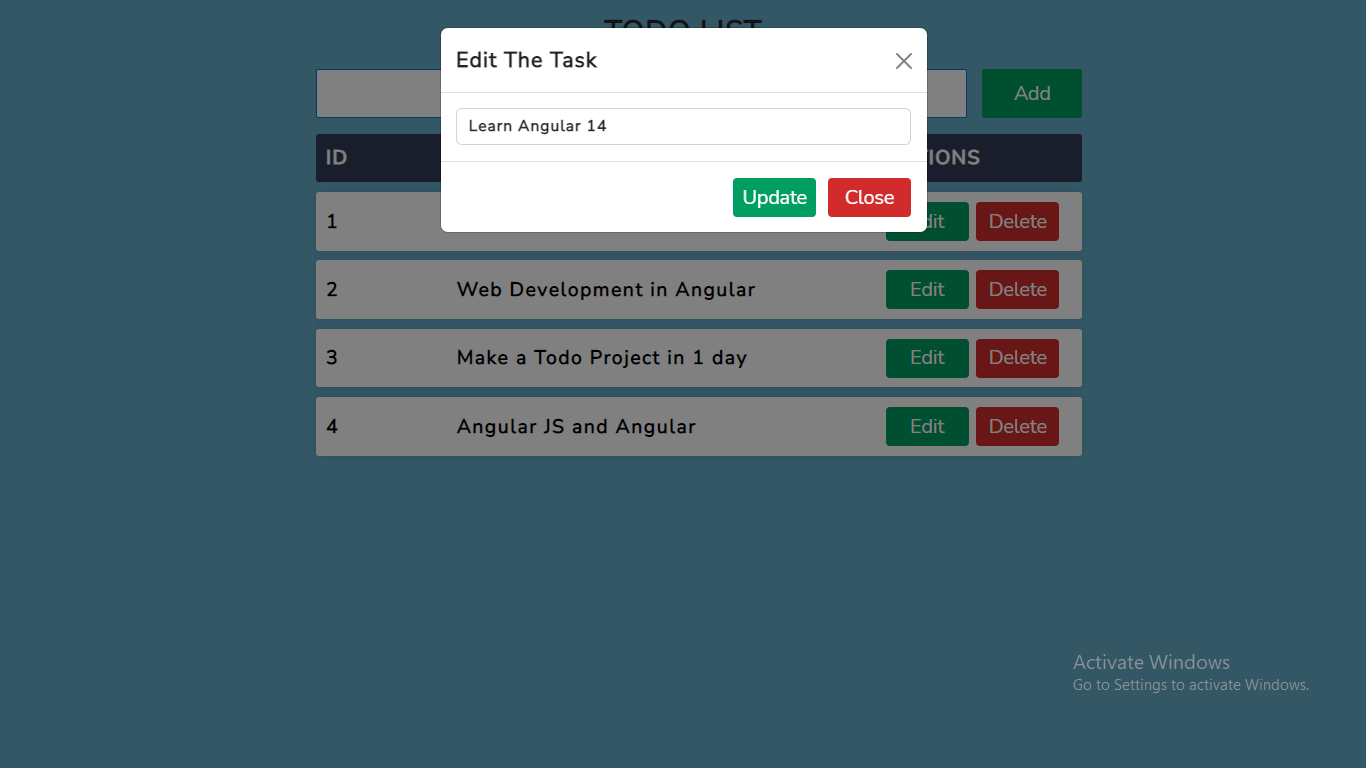 TODO LIST
Edit The Task
Learn Angular 14
Update Close
Add
ID
1 Delete
2 Web Development in Angular Edit Delete
3 Make a Todo Project in 1 day Edit Delete
4 Angular JS and Angular Edit Delete
Activate Windows
Go to Settings to activate Windows.